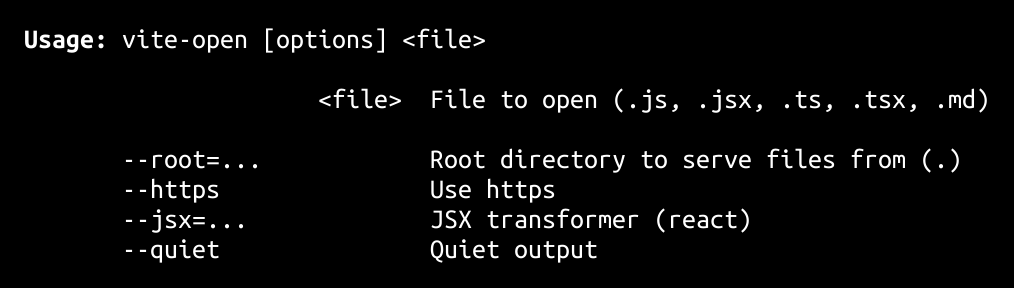 Usage: vite-open [options] <file>
<file> File to open (.js, .jsx, .ts, .tsx, .md)
--root=... Root directory to serve files from (.)
--https Use https
--jsx=... JSX transformer (react)
--quiet Quiet output